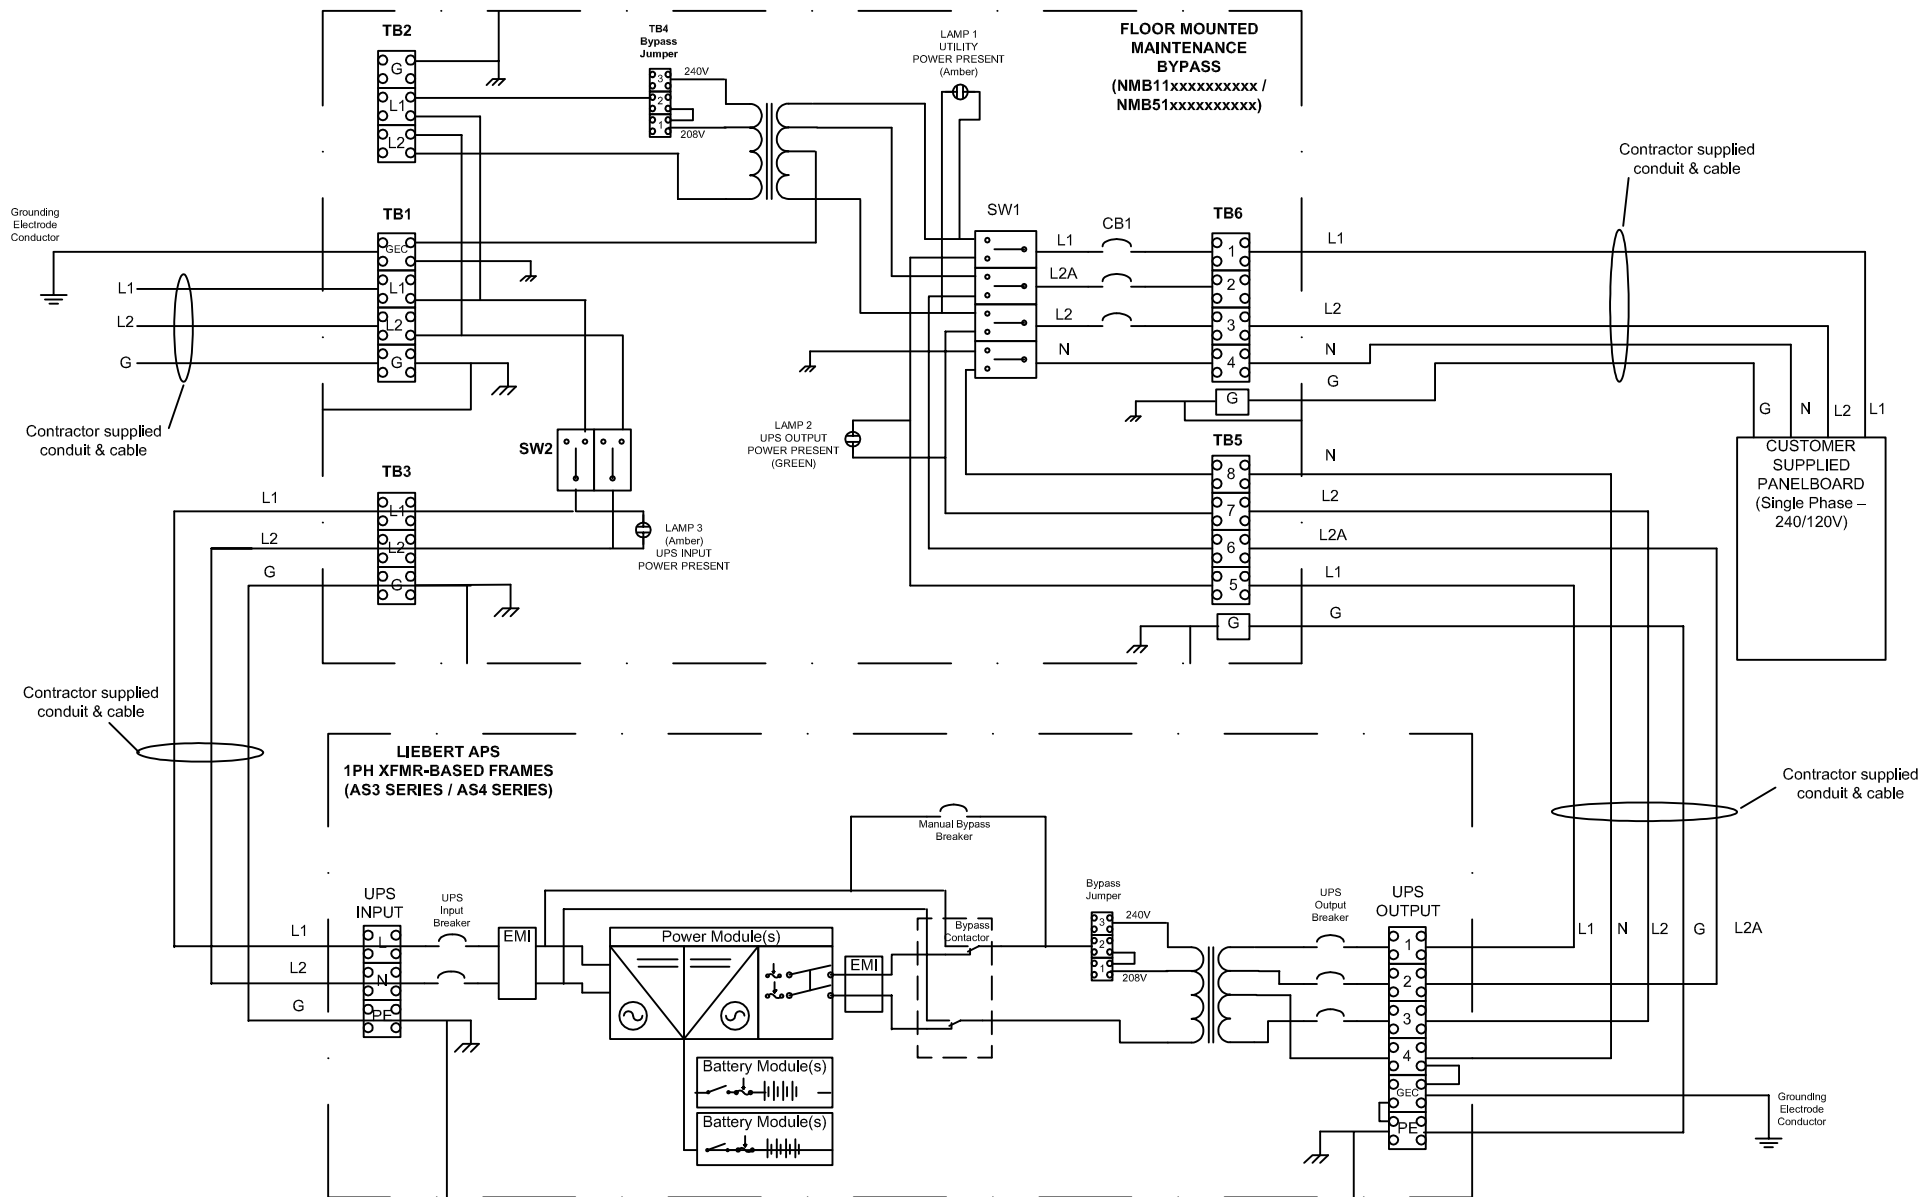 TB2
G
L1
L2
TB4
Bypass
Jumper
3
2
1
240V
208V
LAMP 1
UTILITY
POWER PRESENT
(Amber)
FLOOR MOUNTED
MAINTENANCE
BYPASS
(NMB11xxxxxxxxxx /
NMB51xxxxxxxxxx)
Contractor supplied
conduit & cable
Grounding
Electrode
Conductor
TB1
GEC
L1
L2
G
L1
L2
G
Contractor supplied
conduit & cable
SW1
L1
L2A
L2
N
CB1
TB6
1
2
3
4
G
L1
L2
N
G
G
N
L2
L1
CUSTOMER
SUPPLIED
PANELBOARD
(Single Phase –
240/120V)
SW2
LAMP 2
UPS OUTPUT
POWER PRESENT
(GREEN)
TB5
8
7
6
5
G
N
L2
L2A
L1
G
TB3
L1
L2
G
L1
L2
G
LAMP 3
(Amber)
UPS INPUT
POWER PRESENT
Contractor supplied
conduit & cable
LIEBERT APS
1PH XFMR-BASED FRAMES
(AS3 SERIES / AS4 SERIES)
Contractor supplied
conduit & cable
Manual Bypass
Breaker
UPS
INPUT
L
N
PE
L1
L2
G
UPS
Input
Breaker
EMI
Power Module(s)
EMI
Bypass
Contactor
Bypass
Jumper
3
2
1
240V
208V
UPS
Output
Breaker
UPS
OUTPUT
1
2
3
4
GEC
PE
L1
N
L2
G
L2A
Battery Module(s)
Battery Module(s)
Grounding
Electrode
Conductor